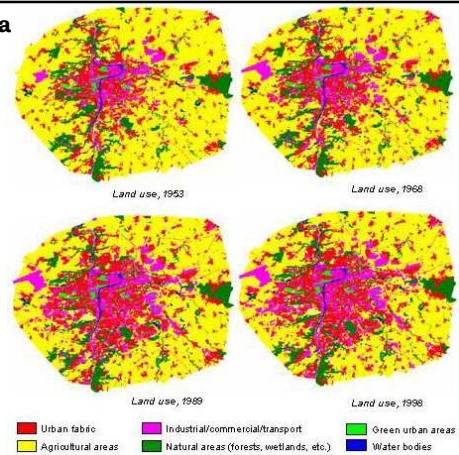 a
Land use, 1953
Land use, 1968
Land use, 1989
Land use, 1998
Urban fabric
Industrial/commercial/transport
Green urban areas
Agricultural areas
Natural areas (forests, wetlands, etc.)
Water bodies